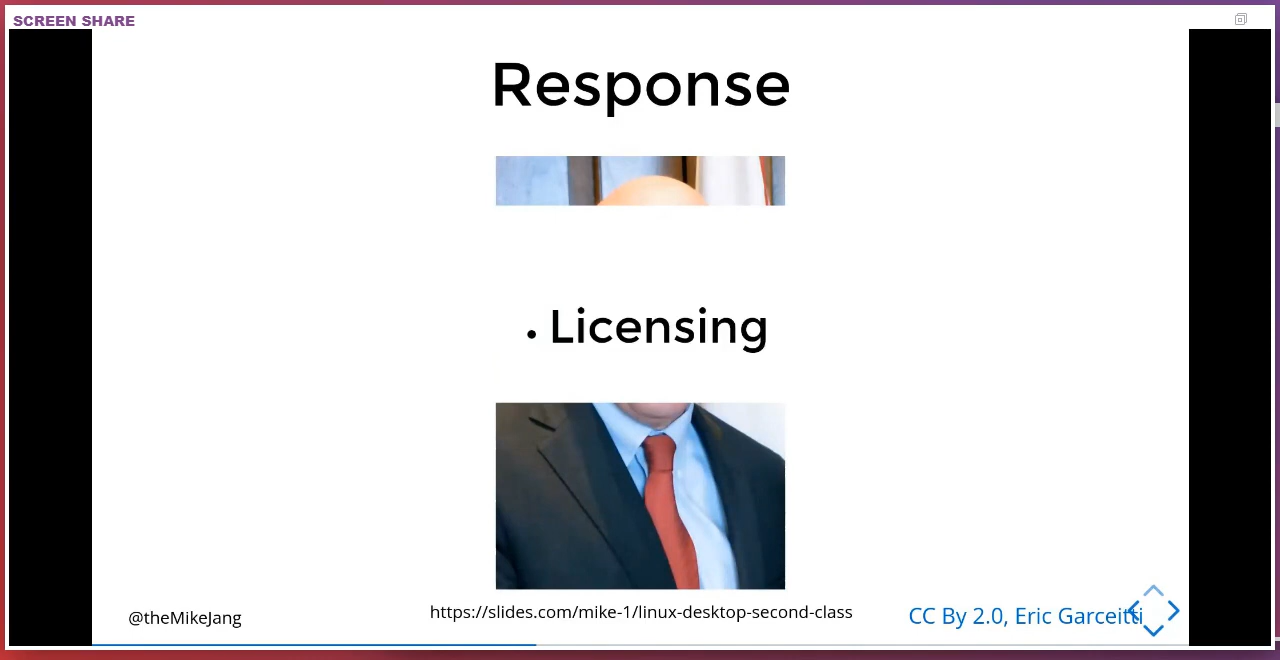 SCREEN SHARE
Response
• Licensing
@theMikeJang
https://slides.com/mike-1/linux-desktop-second-class
CC By 2.0, Eric Garceitti